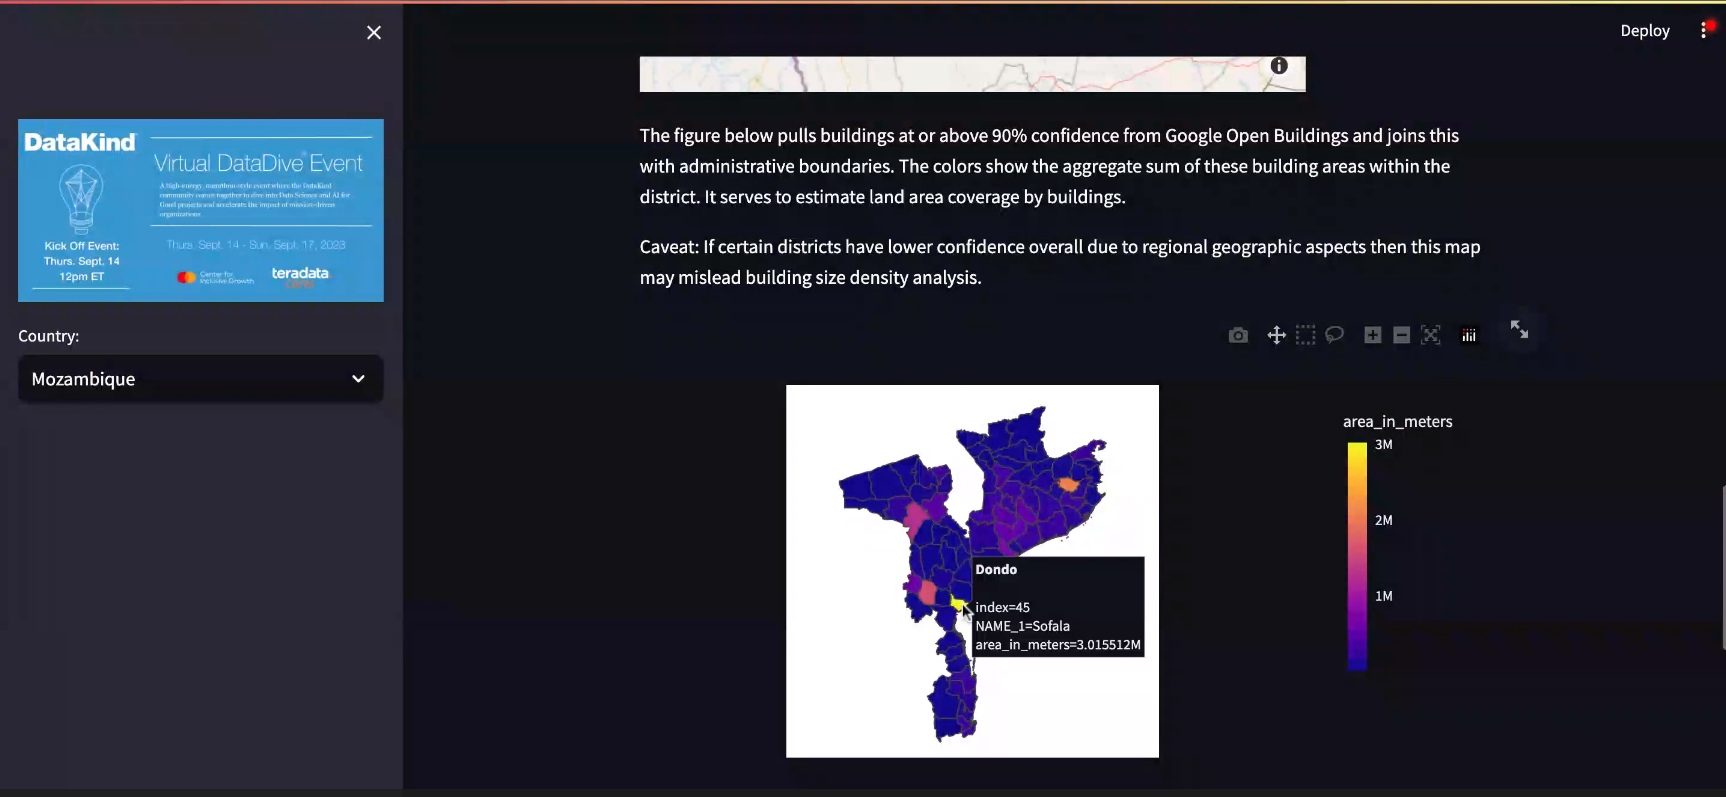 Deploy
DataKind
Virtual DataDive® Event
A high-energy, marathon-style event where the DataKind
community comes together to dive into Data Science and AI for
Good projects and accelerate the impact of mission-driven
organizations.
Kick Off Event:
Thurs. Sept. 14
12pm ET
Thurs. Sept. 14 - Sun. Sept. 17, 2023
Center for
Inclusive Growth
teradata.
Country:
Mozambique
The figure below pulls buildings at or above 90% confidence from Google Open Buildings and joins this
with administrative boundaries. The colors show the aggregate sum of these building areas within the
district. It serves to estimate land area coverage by buildings.
Caveat: If certain districts have lower confidence overall due to regional geographic aspects then this map
may mislead building size density analysis.
area_in_meters
3M
2M
1M
Dondo
index=45
NAME_1=Sofala
area_in_meters=3.015512M